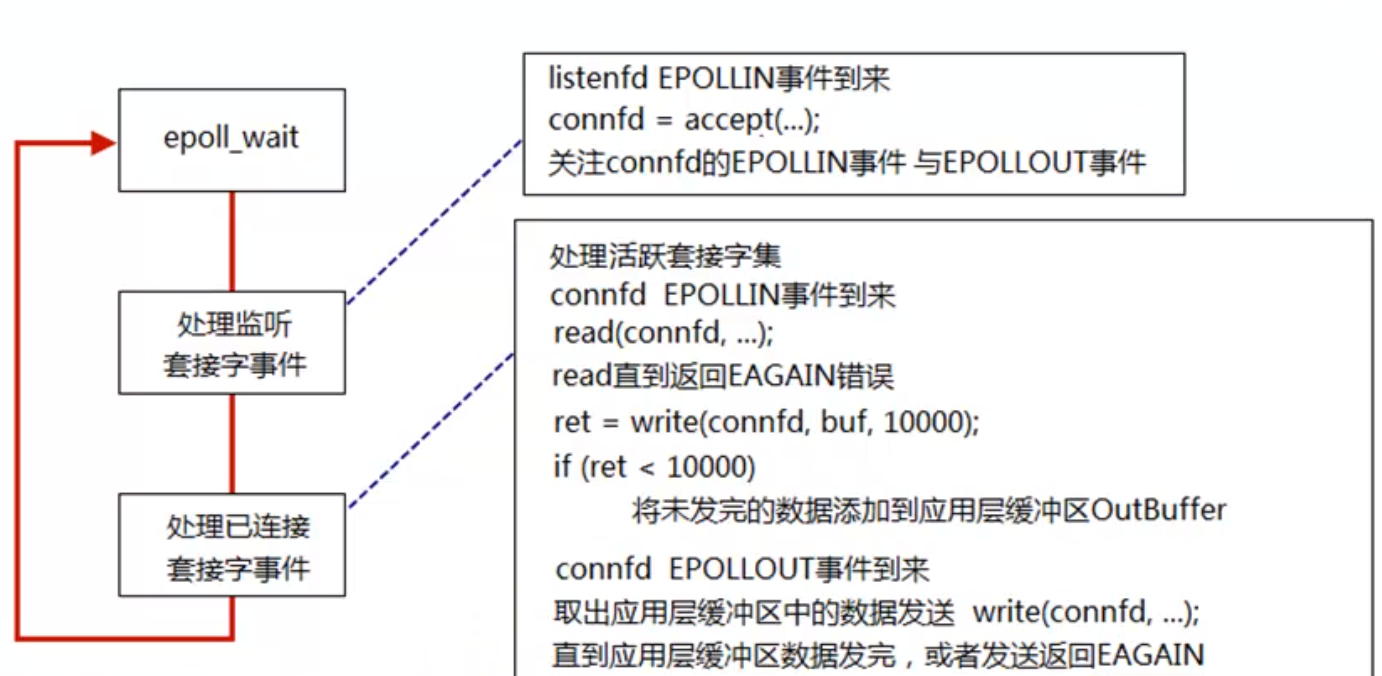 epoll_wait
处理监听
套接字事件
处理已连接
套接字事件
listenfd EPOLLIN事件到来
connfd = accept(...);
关注connfd的EPOLLIN事件 与EPOLLOUT事件
处理活跃套接字集
connfd  EPOLLIN事件到来
read(connfd, ...);
read直到返回EAGAIN错误
ret = write(connfd, buf, 10000);
if (ret < 10000)
将未发完的数据添加到应用层缓冲区OutBuffer
connfd  EPOLLOUT事件到来
取出应用层缓冲区中的数据发送  write(connfd, ...);
直到应用层缓冲区数据发完，或者发送返回EAGAIN